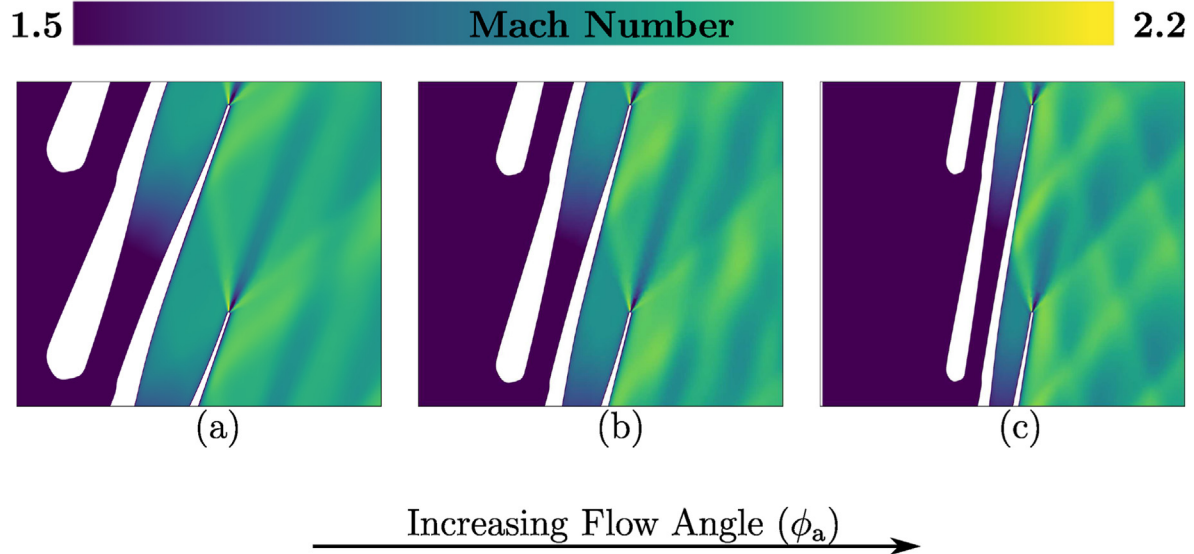 1.5 Mach Number 2.2
(a) (b) (c)
Increasing Flow Angle (ϕₐ)